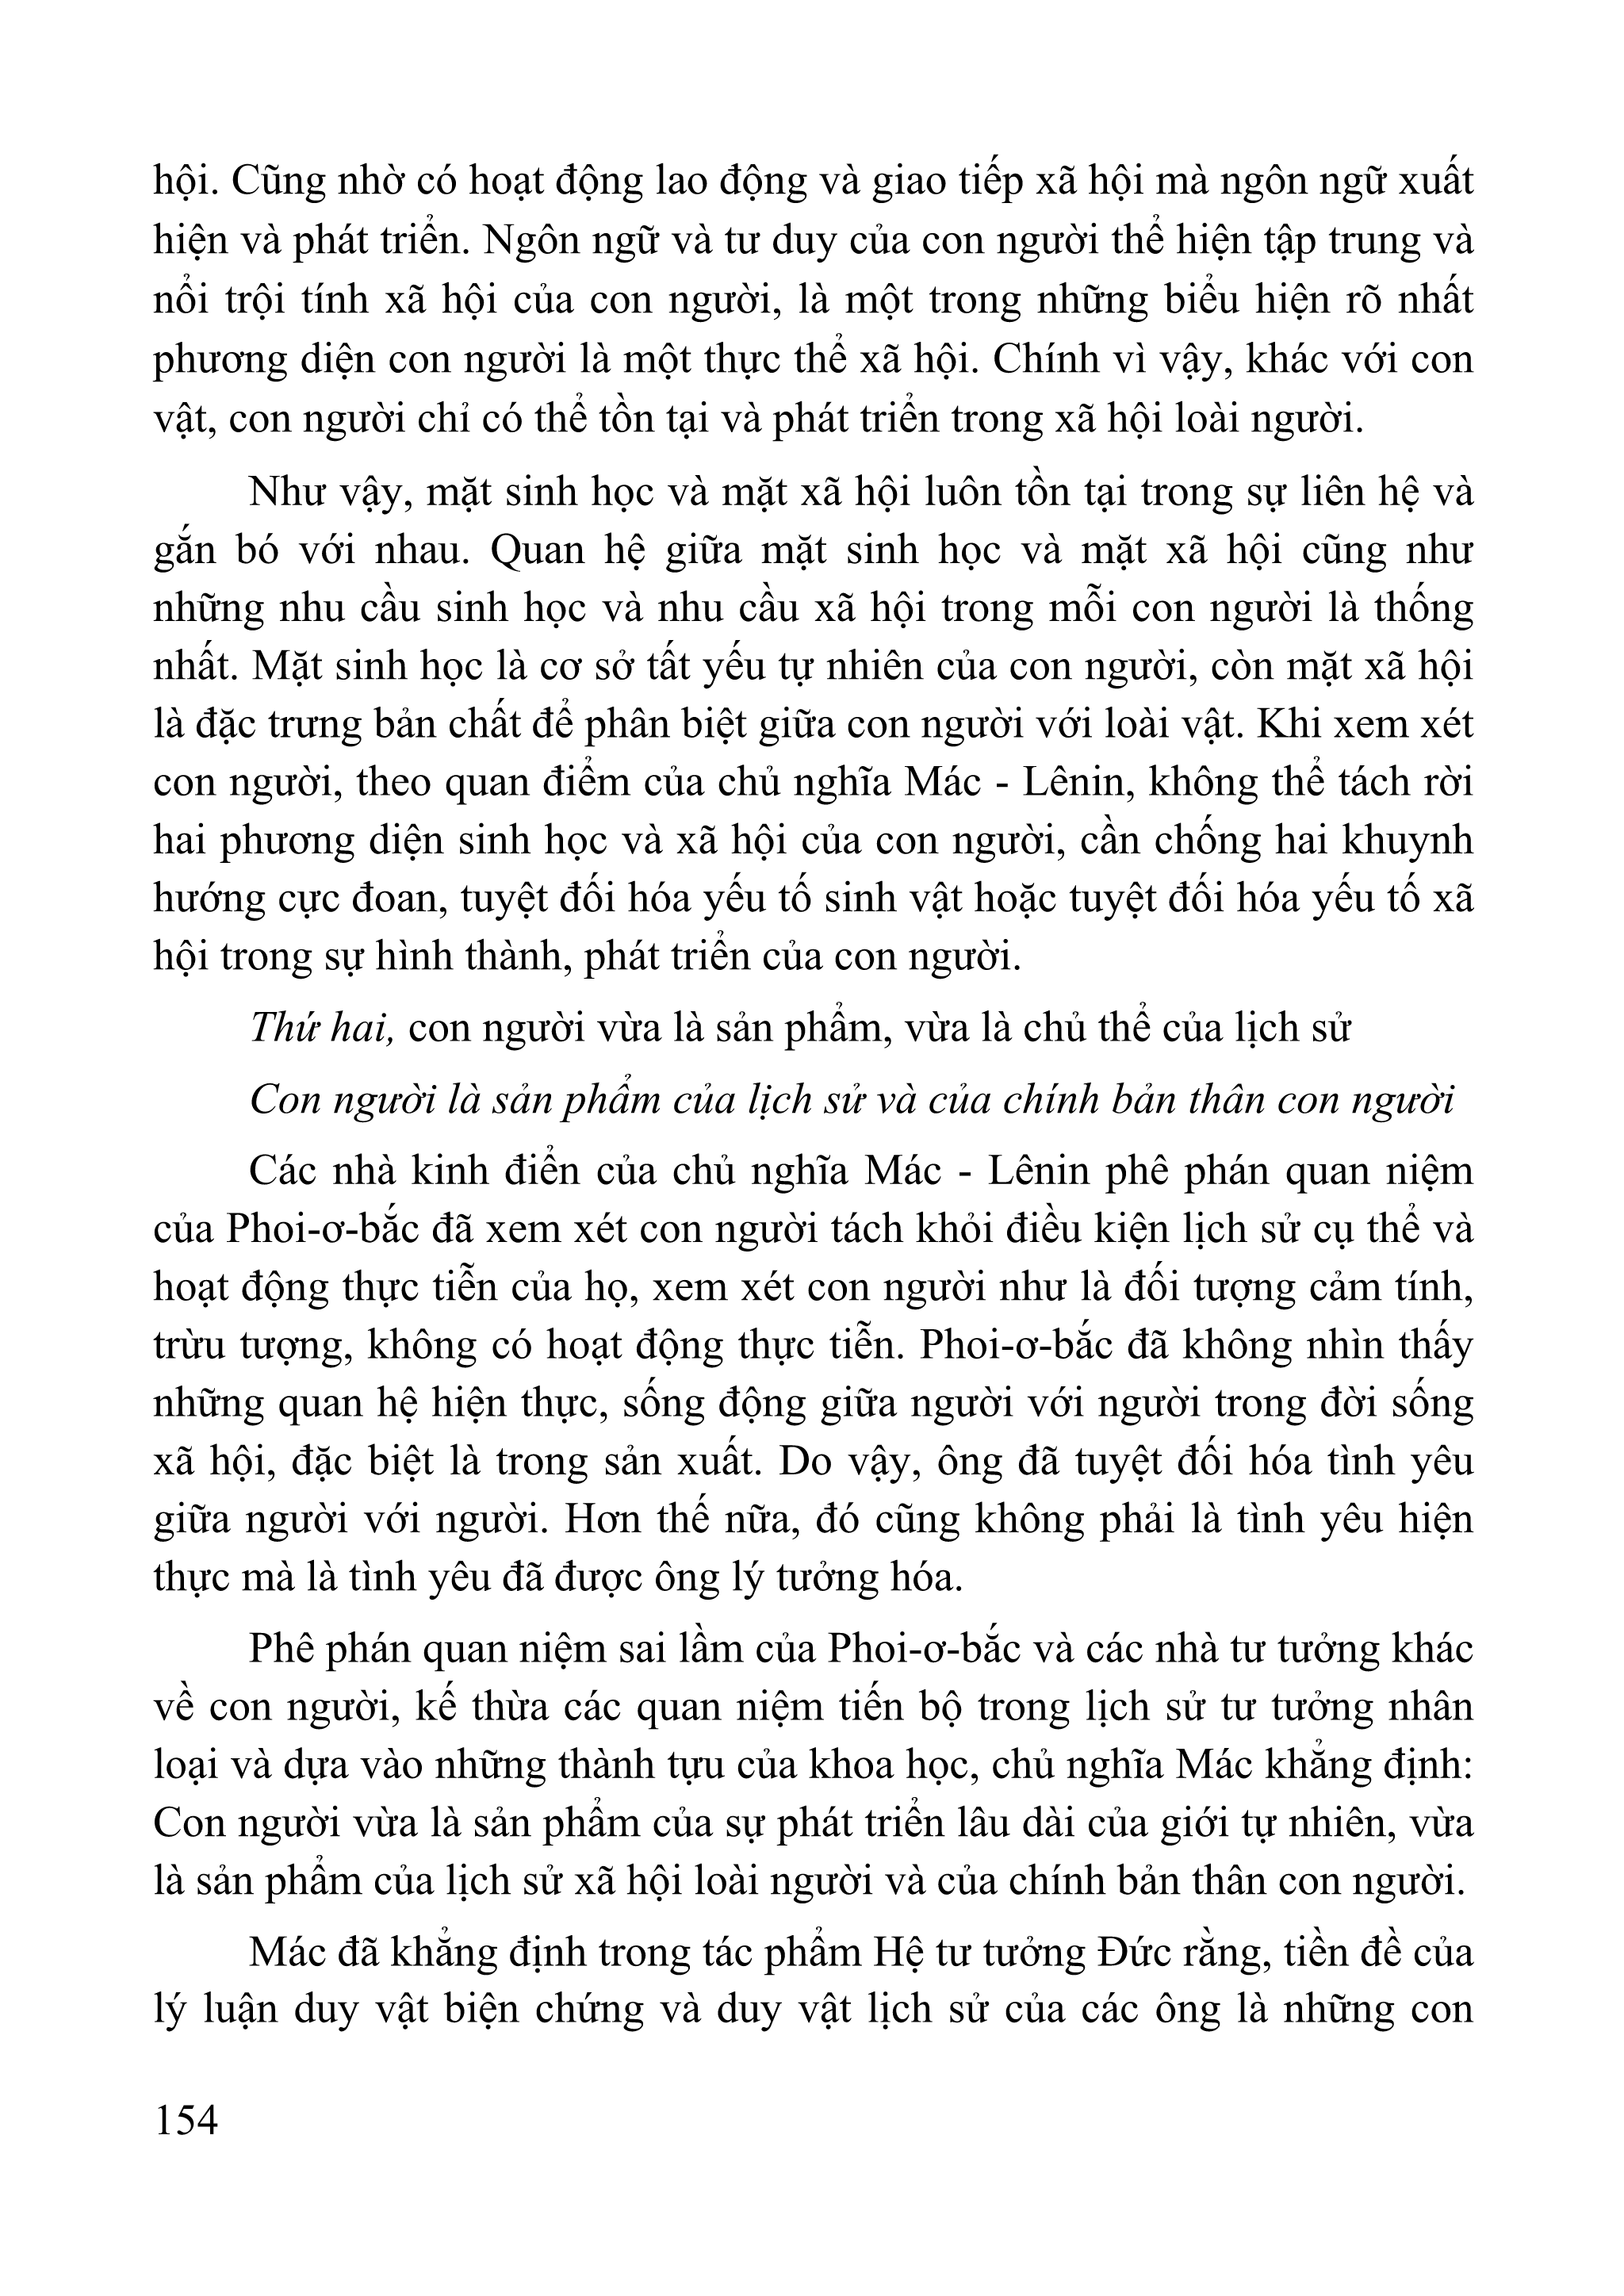 hội. Cũng nhờ có hoạt động lao động và giao tiếp xã hội mà ngôn ngữ xuất
hiện và phát triển. Ngôn ngữ và tư duy của con người thể hiện tập trung và
nổi trội tính xã hội của con người, là một trong những biểu hiện rõ nhất
phương diện con người là một thực thể xã hội. Chính vì vậy, khác với con
vật, con người chỉ có thể tồn tại và phát triển trong xã hội loài người.
Như vậy, mặt sinh học và mặt xã hội luôn tồn tại trong sự liên hệ và
gắn bó với nhau. Quan hệ giữa mặt sinh học và mặt xã hội cũng như
những nhu cầu sinh học và nhu cầu xã hội trong mỗi con người là thống
nhất. Mặt sinh học là cơ sở tất yếu tự nhiên của con người, còn mặt xã hội
là đặc trưng bản chất để phân biệt giữa con người với loài vật. Khi xem xét
con người, theo quan điểm của chủ nghĩa Mác - Lênin, không thể tách rời
hai phương diện sinh học và xã hội của con người, cần chống hai khuynh
hướng cực đoan, tuyệt đối hóa yếu tố sinh vật hoặc tuyệt đối hóa yếu tố xã
hội trong sự hình thành, phát triển của con người.
Thứ hai, con người vừa là sản phẩm, vừa là chủ thể của lịch sử
Con người là sản phẩm của lịch sử và của chính bản thân con người
Các nhà kinh điển của chủ nghĩa Mác - Lênin phê phán quan niệm
của Phoi-ơ-bắc đã xem xét con người tách khỏi điều kiện lịch sử cụ thể và
hoạt động thực tiễn của họ, xem xét con người như là đối tượng cảm tính,
trừu tượng, không có hoạt động thực tiễn. Phoi-ơ-bắc đã không nhìn thấy
những quan hệ hiện thực, sống động giữa người với người trong đời sống
xã hội, đặc biệt là trong sản xuất. Do vậy, ông đã tuyệt đối hóa tình yêu
giữa người với người. Hơn thế nữa, đó cũng không phải là tình yêu hiện
thực mà là tình yêu đã được ông lý tưởng hóa.
Phê phán quan niệm sai lầm của Phoi-ơ-bắc và các nhà tư tưởng khác
về con người, kế thừa các quan niệm tiến bộ trong lịch sử tư tưởng nhân
loại và dựa vào những thành tựu của khoa học, chủ nghĩa Mác khẳng định:
Con người vừa là sản phẩm của sự phát triển lâu dài của giới tự nhiên, vừa
là sản phẩm của lịch sử xã hội loài người và của chính bản thân con người.
Mác đã khẳng định trong tác phẩm Hệ tư tưởng Đức rằng, tiền đề của
lý luận duy vật biện chứng và duy vật lịch sử của các ông là những con
154